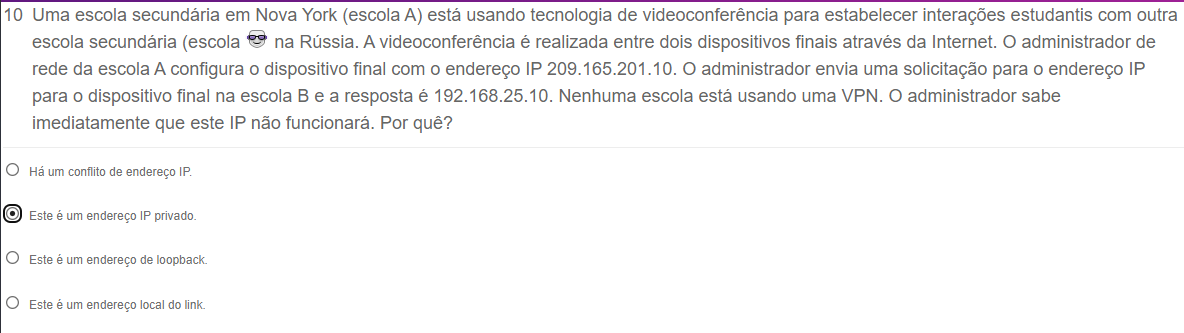 10 Uma escola secundária em Nova York (escola A) está usando tecnologia de videoconferência para estabelecer interações estudantis com outra
escola secundária (escola 😎 na Rússia. A videoconferência é realizada entre dois dispositivos finais através da Internet. O administrador de
rede da escola A configura o dispositivo final com o endereço IP 209.165.201.10. O administrador envia uma solicitação para o endereço IP
para o dispositivo final na escola B e a resposta é 192.168.25.10. Nenhuma escola está usando uma VPN. O administrador sabe
imediatamente que este IP não funcionará. Por quê?
Há um conflito de endereço IP.
Este é um endereço IP privado.
Este é um endereço de loopback.
Este é um endereço local do link.